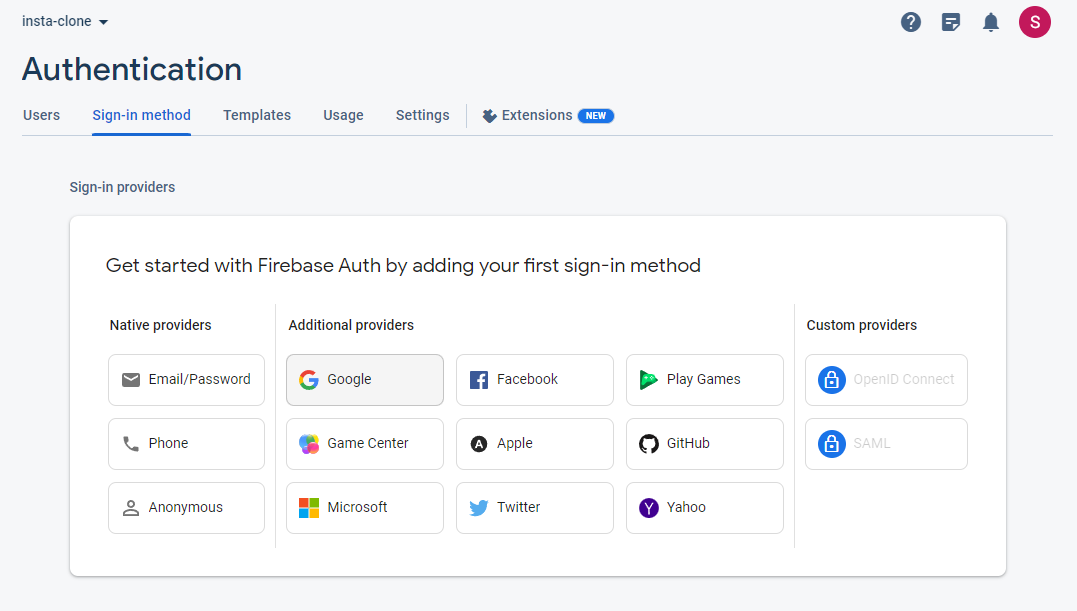 insta-clone
S
Authentication
Users Sign-in method Templates Usage Settings Extensions NEW
Sign-in providers
Get started with Firebase Auth by adding your first sign-in method
Native providers Additional providers Custom providers
Email/Password Google Facebook Play Games OpenID Connect
Phone Game Center Apple GitHub SAML
Anonymous Microsoft Twitter Yahoo